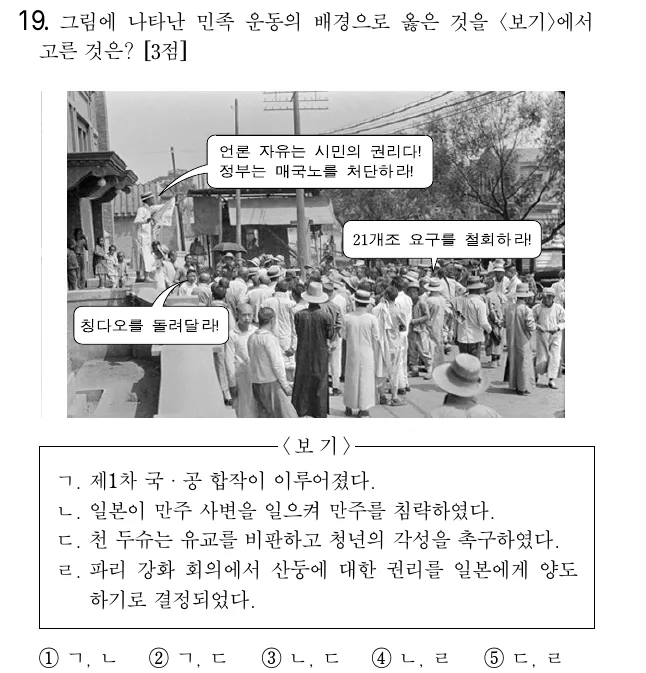 19. 그림에 나타난 민족 운동의 배경으로 옳은 것을 <보기>에서
고른 것은? [3점]
언론 자유는 시민의 권리다!
정부는 매국노를 처단하라!
21개조 요구를 철회하라!
칭다오를 돌려달라!
<보 기>
ㄱ. 제1차 국ㆍ공 합작이 이루어졌다.
ㄴ. 일본이 만주 사변을 일으켜 만주를 침략하였다.
ㄷ. 천 두슈는 유교를 비판하고 청년의 각성을 촉구하였다.
ㄹ. 파리 강화 회의에서 산둥에 대한 권리를 일본에게 양도
하기로 결정되었다.
① ㄱ, ㄴ ② ㄱ, ㄷ ③ ㄴ, ㄷ ④ ㄴ, ㄹ ⑤ ㄷ, ㄹ